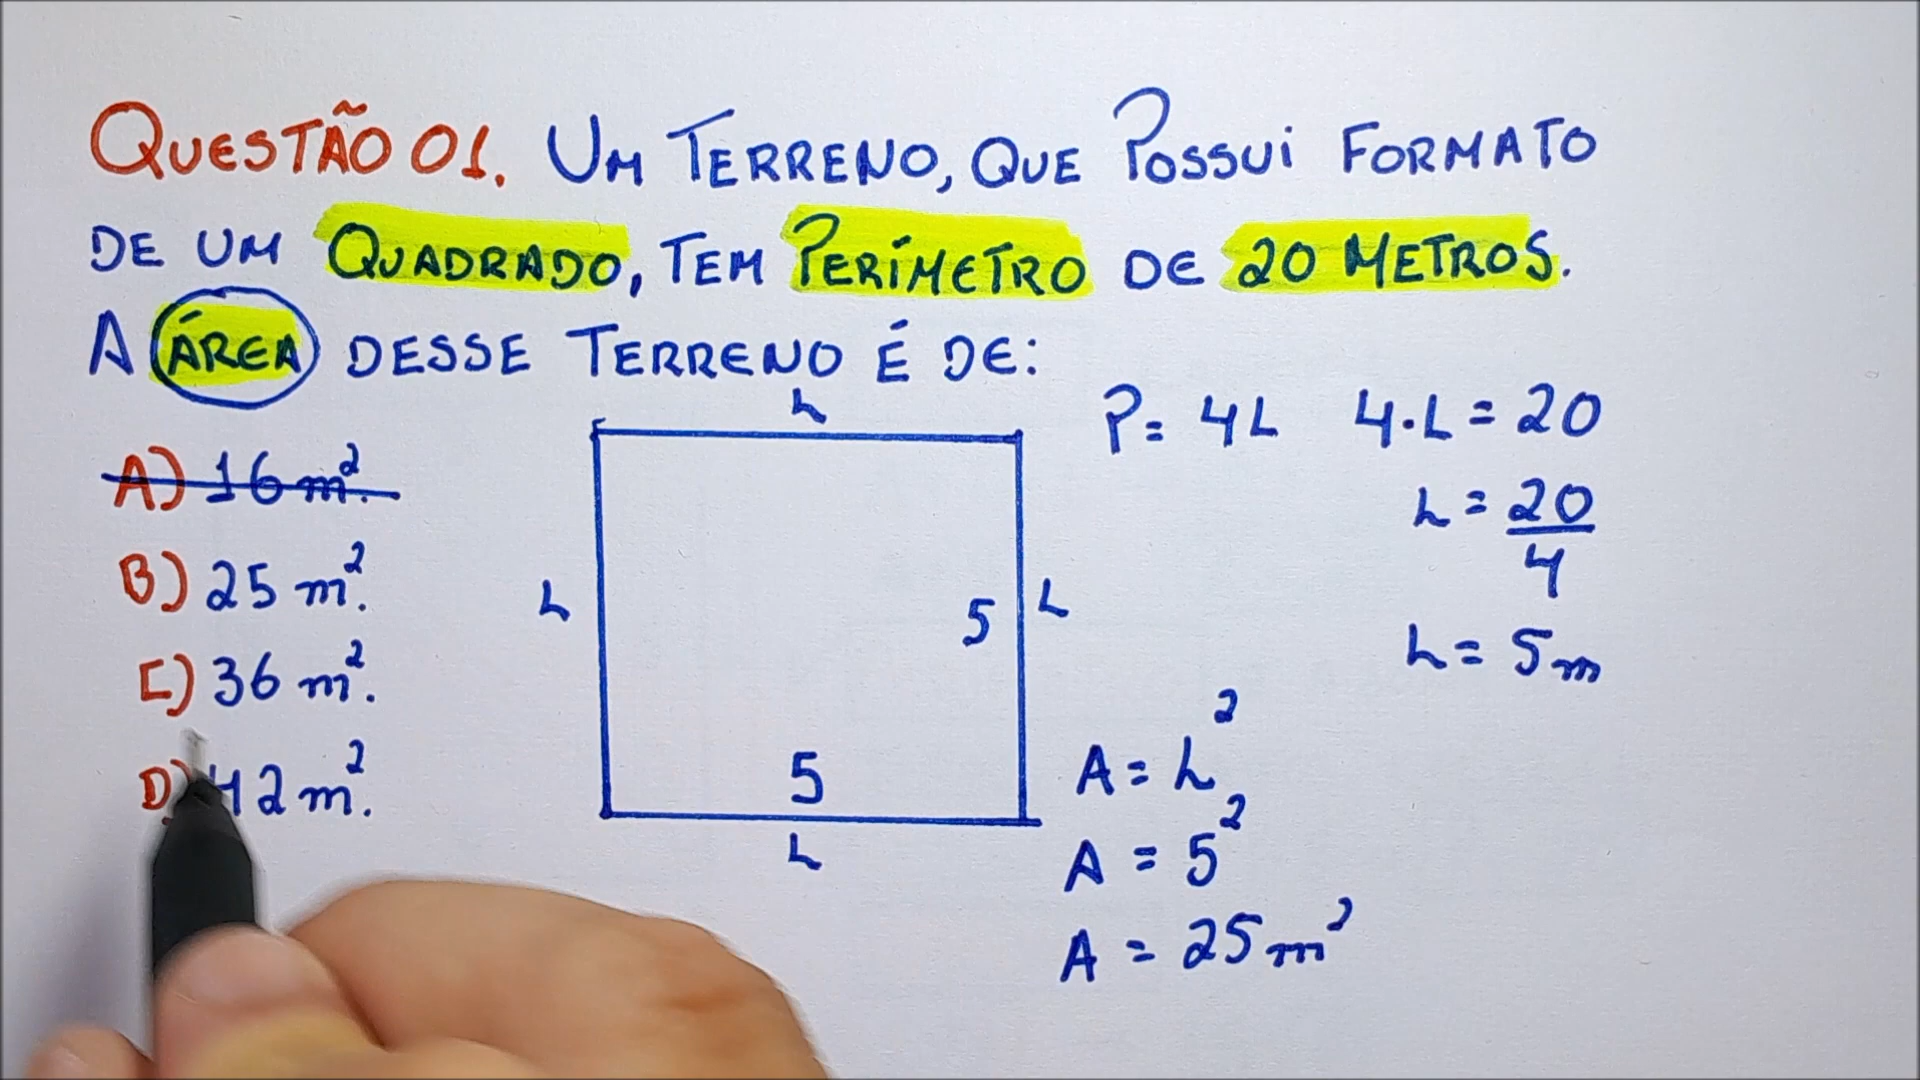 QUESTÃO 01. UM TERRENO, QUE POSSUI FORMATO
DE UM QUADRADO, TEM PERÍMETRO DE 20 METROS.
A ÁREA DESSE TERRENO É DE:
A) 16 m².
B) 25 m².
C) 36 m².
D) 42 m².
L
L
5
L
5
L
P = 4L
4·L = 20
L = 20/4
L = 5m
A = L²
A = 5²
A = 25m²